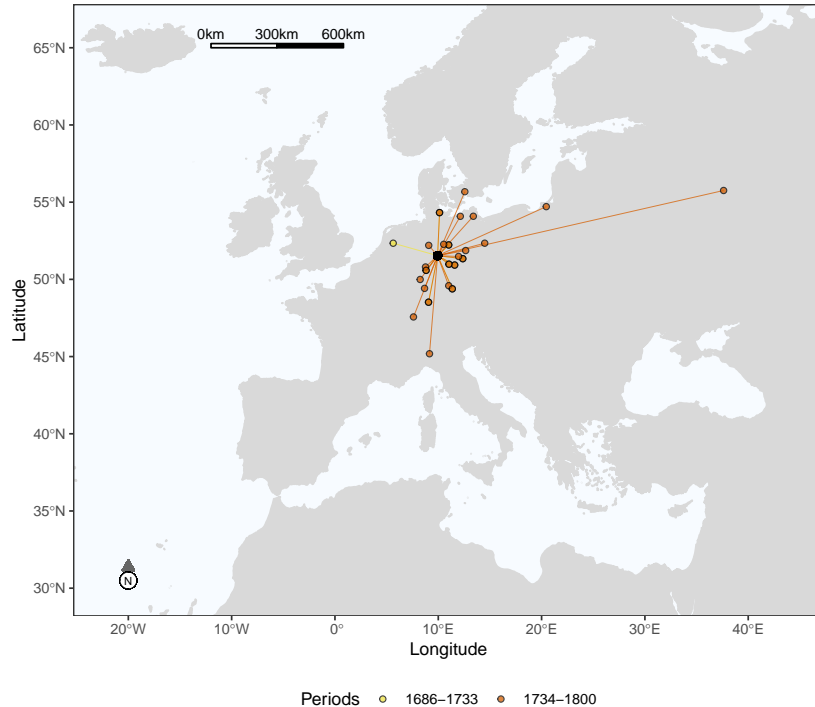 0km 300km 600km
65°N
60°N
55°N
50°N
45°N
40°N
35°N
30°N
Latitude
N
20°W 10°W 0° 10°E 20°E 30°E 40°E
Longitude
Periods 1686–1733 1734–1800